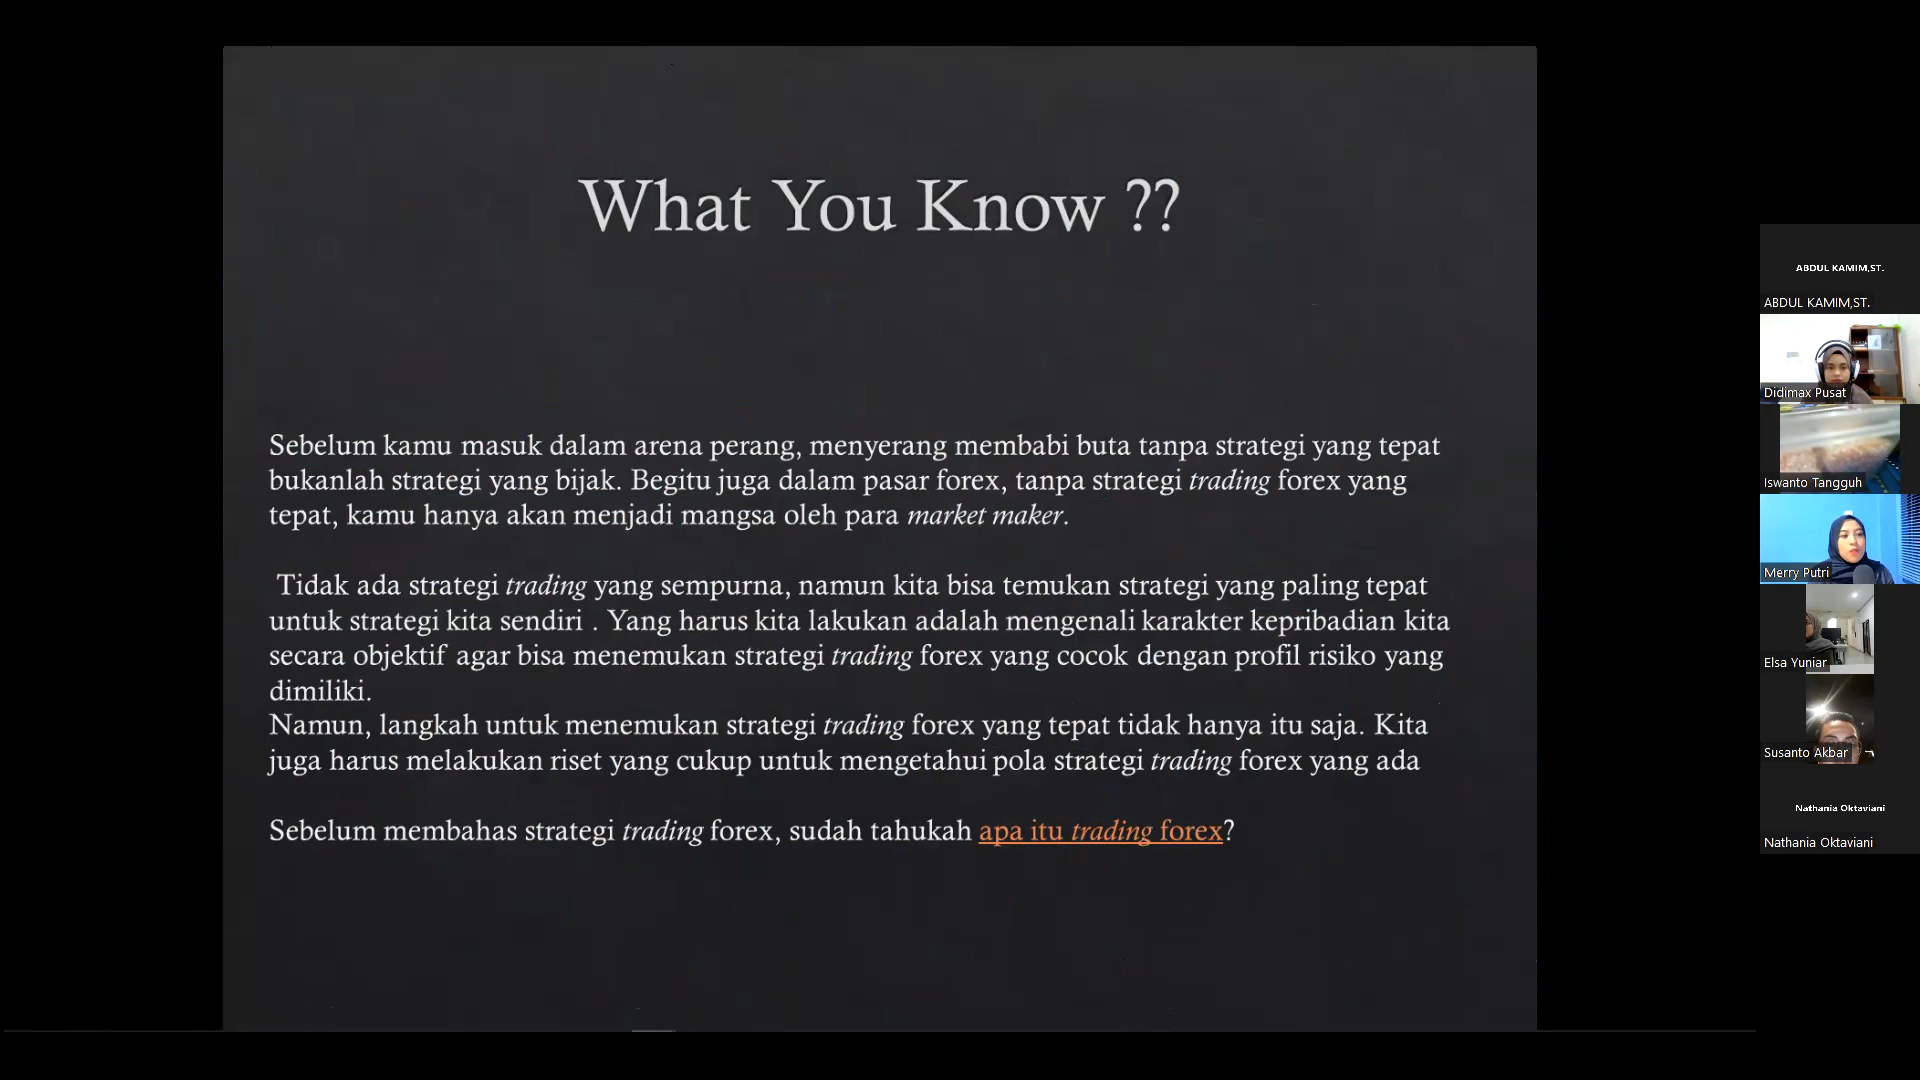 What You Know ??
Sebelum kamu masuk dalam arena perang, menyerang membabi buta tanpa strategi yang tepat
bukanlah strategi yang bijak. Begitu juga dalam pasar forex, tanpa strategi trading forex yang
tepat, kamu hanya akan menjadi mangsa oleh para market maker.
Tidak ada strategi trading yang sempurna, namun kita bisa temukan strategi yang paling tepat
untuk strategi kita sendiri . Yang harus kita lakukan adalah mengenali karakter kepribadian kita
secara objektif agar bisa menemukan strategi trading forex yang cocok dengan profil risiko yang
dimiliki.
Namun, langkah untuk menemukan strategi trading forex yang tepat tidak hanya itu saja. Kita
juga harus melakukan riset yang cukup untuk mengetahui pola strategi trading forex yang ada
Sebelum membahas strategi trading forex, sudah tahukah apa itu trading forex?
ABDUL KAMIM,ST.
ABDUL KAMIM,ST.
Didimax Pusat
Iswanto Tangguh
Merry Putri
Elsa Yuniar
Susanto Akbar
Nathania Oktaviani
Nathania Oktaviani